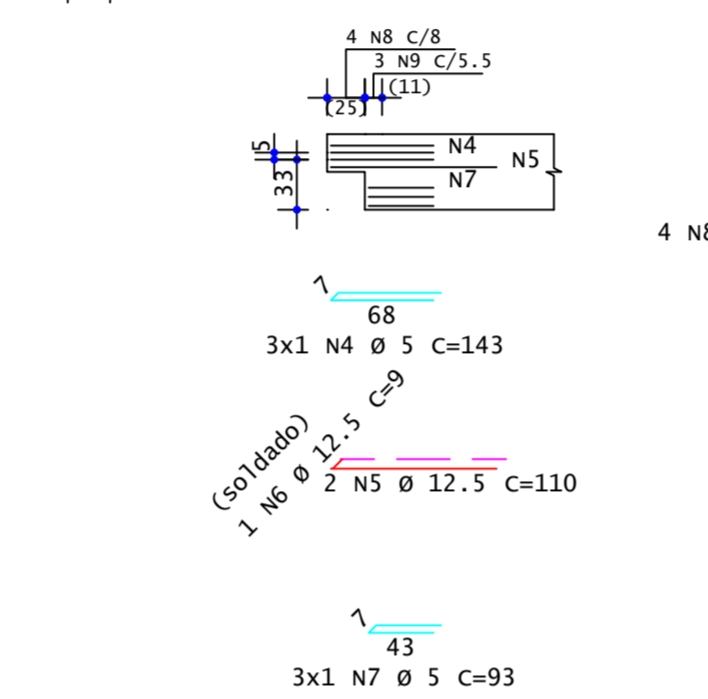 4 N8 C/8
3 N9 C/5.5
(11)
(25)
5
33
N4
N5
N7
7
68
3x1 N4 Ø 5 C=143
(soldado)
1 N6 Ø 12.5 C=9
2 N5 Ø 12.5 C=110
7
43
3x1 N7 Ø 5 C=93
4 N8